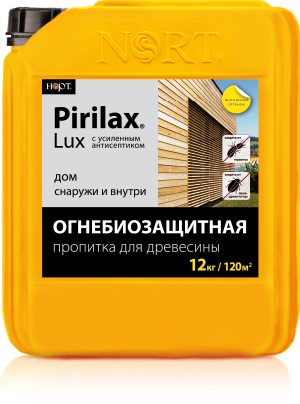 NORT
НОРТ
Pirilax®
Lux
с усиленным
антисептиком
дом
снаружи и внутри
ОГНЕБИОЗАЩИТНАЯ
пропитка для древесины
12кг / 120м²